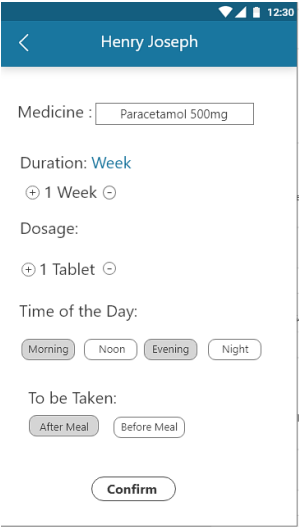 12:30
Henry Joseph
Medicine : Paracetamol 500mg
Duration: Week
1 Week
Dosage:
1 Tablet
Time of the Day:
Morning Noon Evening Night
To be Taken:
After Meal Before Meal
Confirm